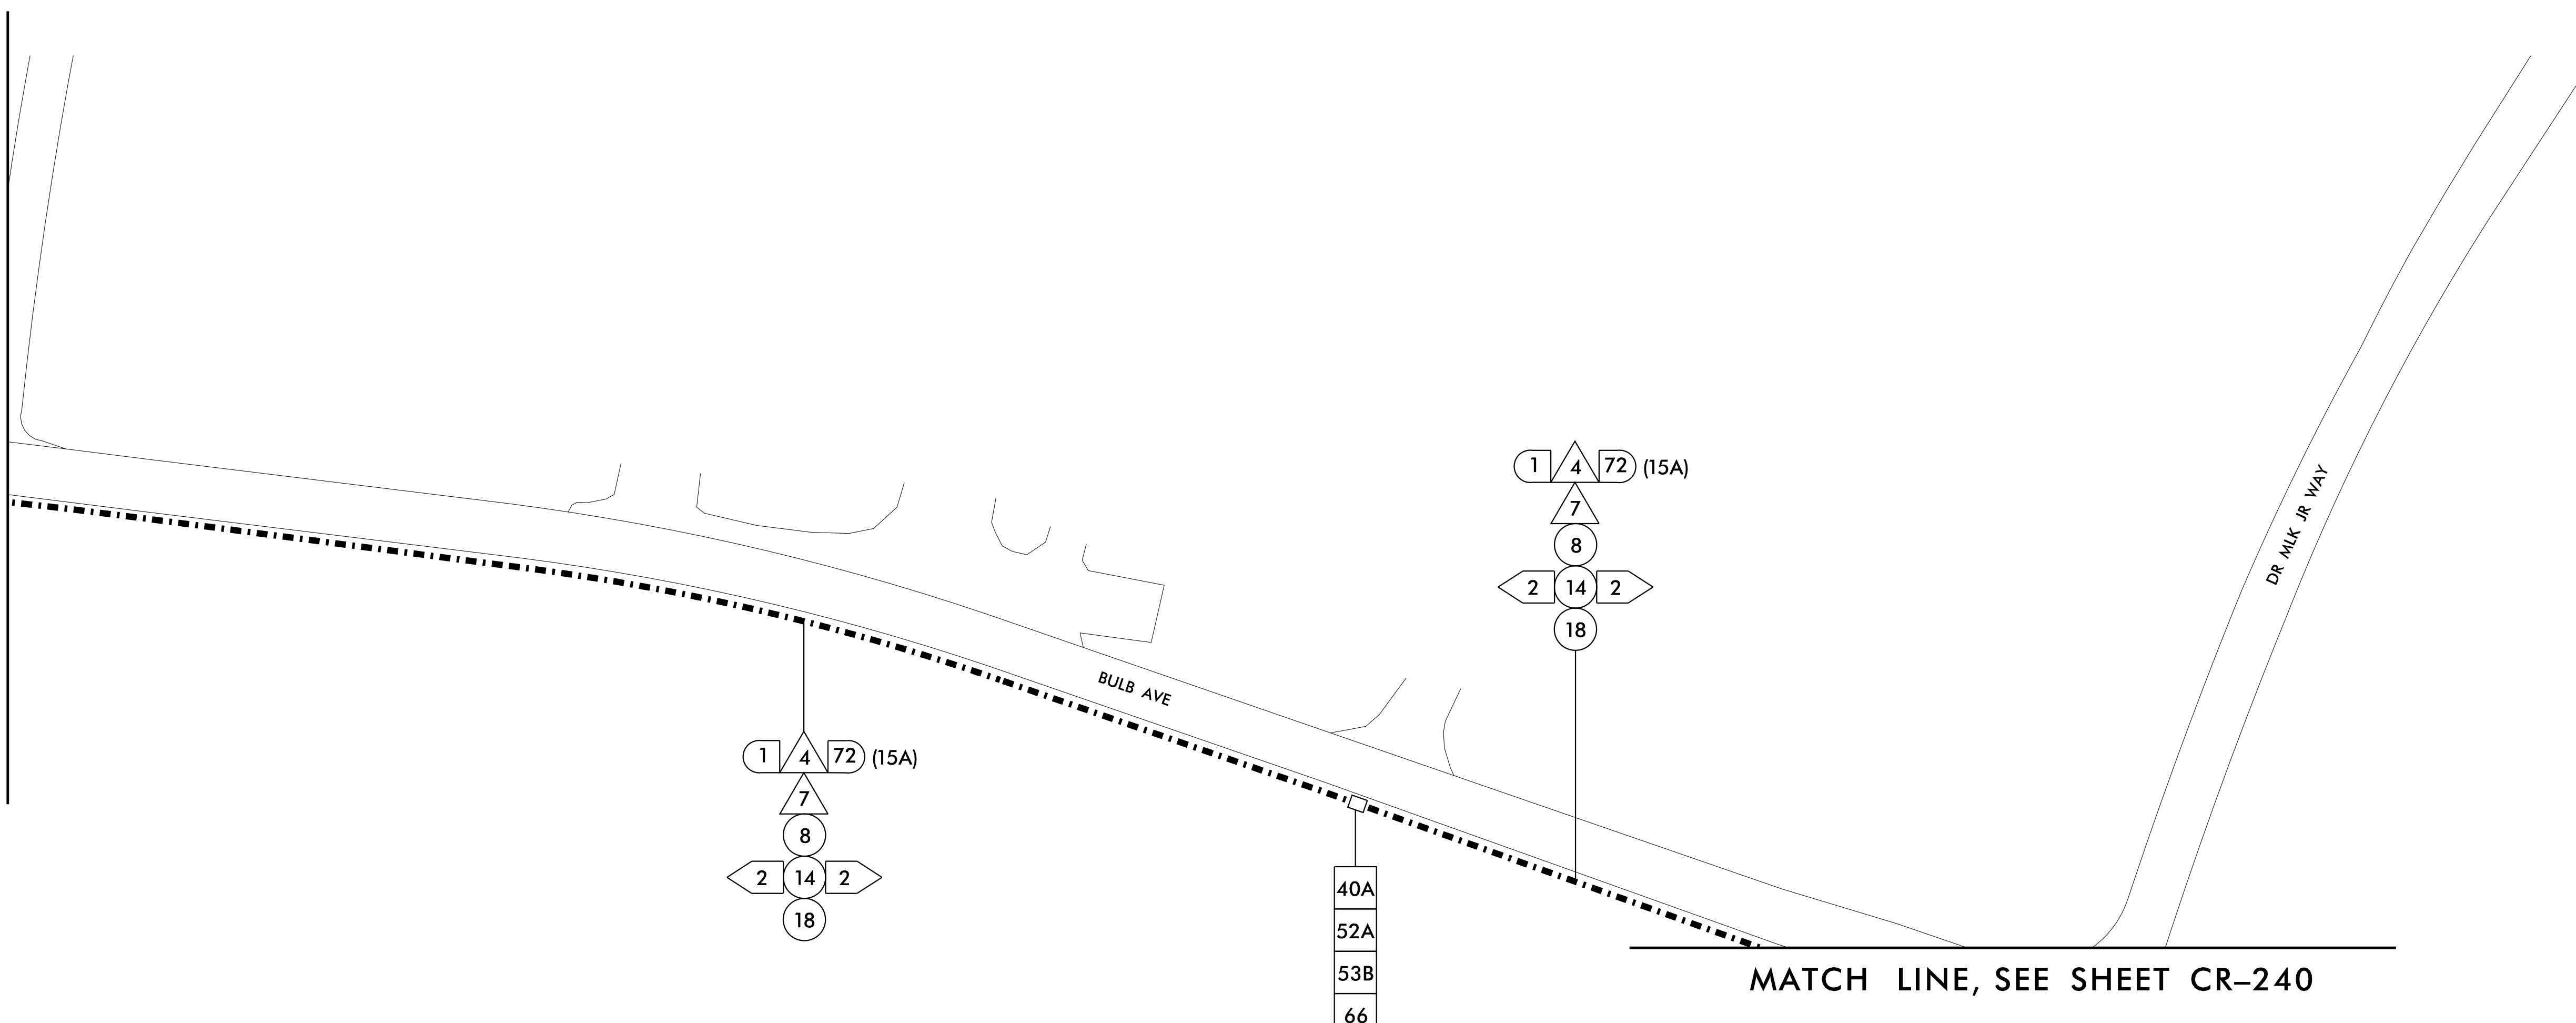 1 4 72 (15A)
7
8
2 14 2
18
DR MLK JR WAY
BULB AVE
1 4 72 (15A)
7
8
2 14 2
18
40A
52A
53B
66
MATCH LINE, SEE SHEET CR–240